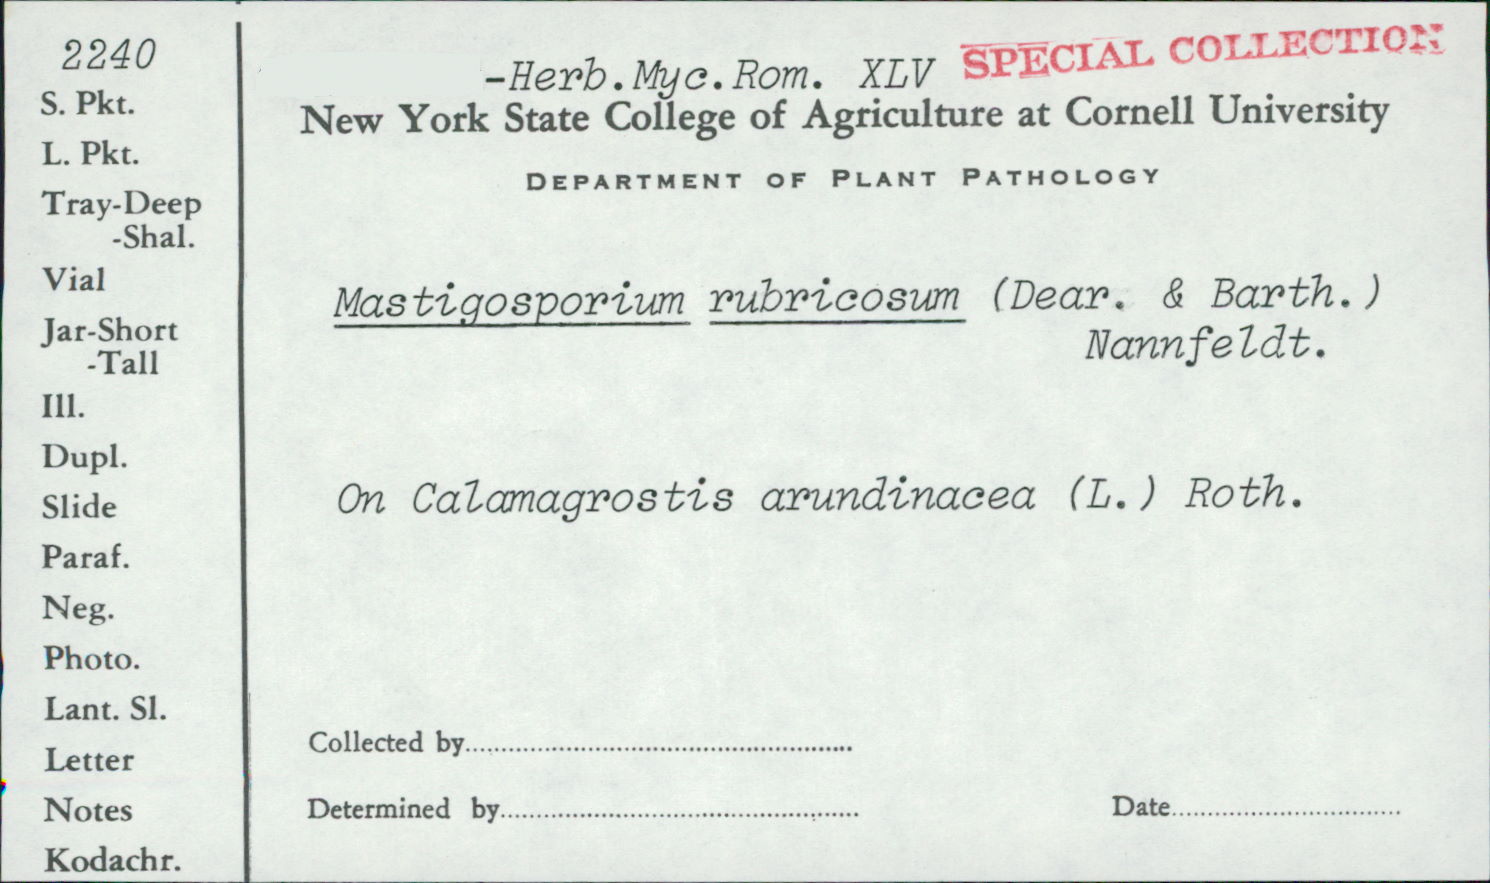 2240
S. Pkt.
L. Pkt.
Tray-Deep
-Shal.
Vial
Jar-Short
-Tall
Ill.
Dupl.
Slide
Paraf.
Neg.
Photo.
Lant. Sl.
Letter
Notes
Kodachr.
-Herb.Myc.Rom. XLV
SPECIAL COLLECTION
New York State College of Agriculture at Cornell University
DEPARTMENT OF PLANT PATHOLOGY
Mastigosporium rubricosum (Dear. & Barth.)
Nannfeldt.
On Calamagrostis arundinacea (L.) Roth.
Collected by
Determined by
Date